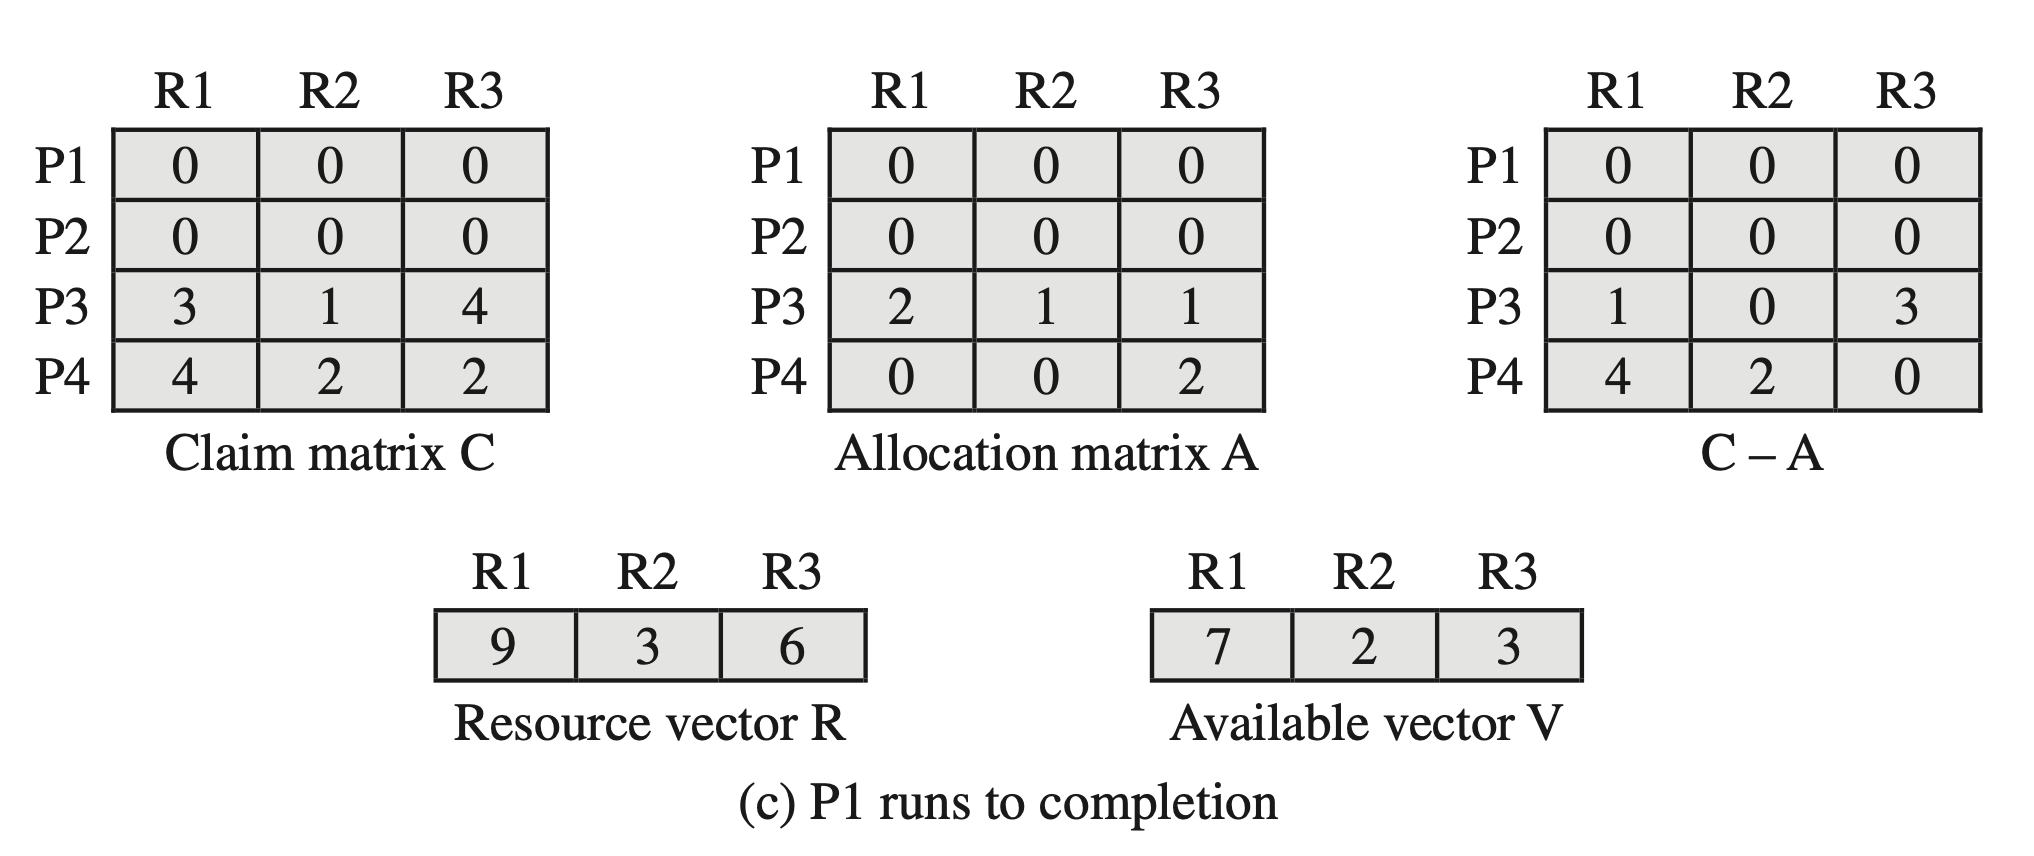 R1 R2 R3 R1 R2 R3 R1 R2 R3
P1 0 0 0 P1 0 0 0 P1 0 0 0
P2 0 0 0 P2 0 0 0 P2 0 0 0
P3 3 1 4 P3 2 1 1 P3 1 0 3
P4 4 2 2 P4 0 0 2 P4 4 2 0
Claim matrix C Allocation matrix A C – A
R1 R2 R3 R1 R2 R3
9 3 6 7 2 3
Resource vector R Available vector V
(c) P1 runs to completion